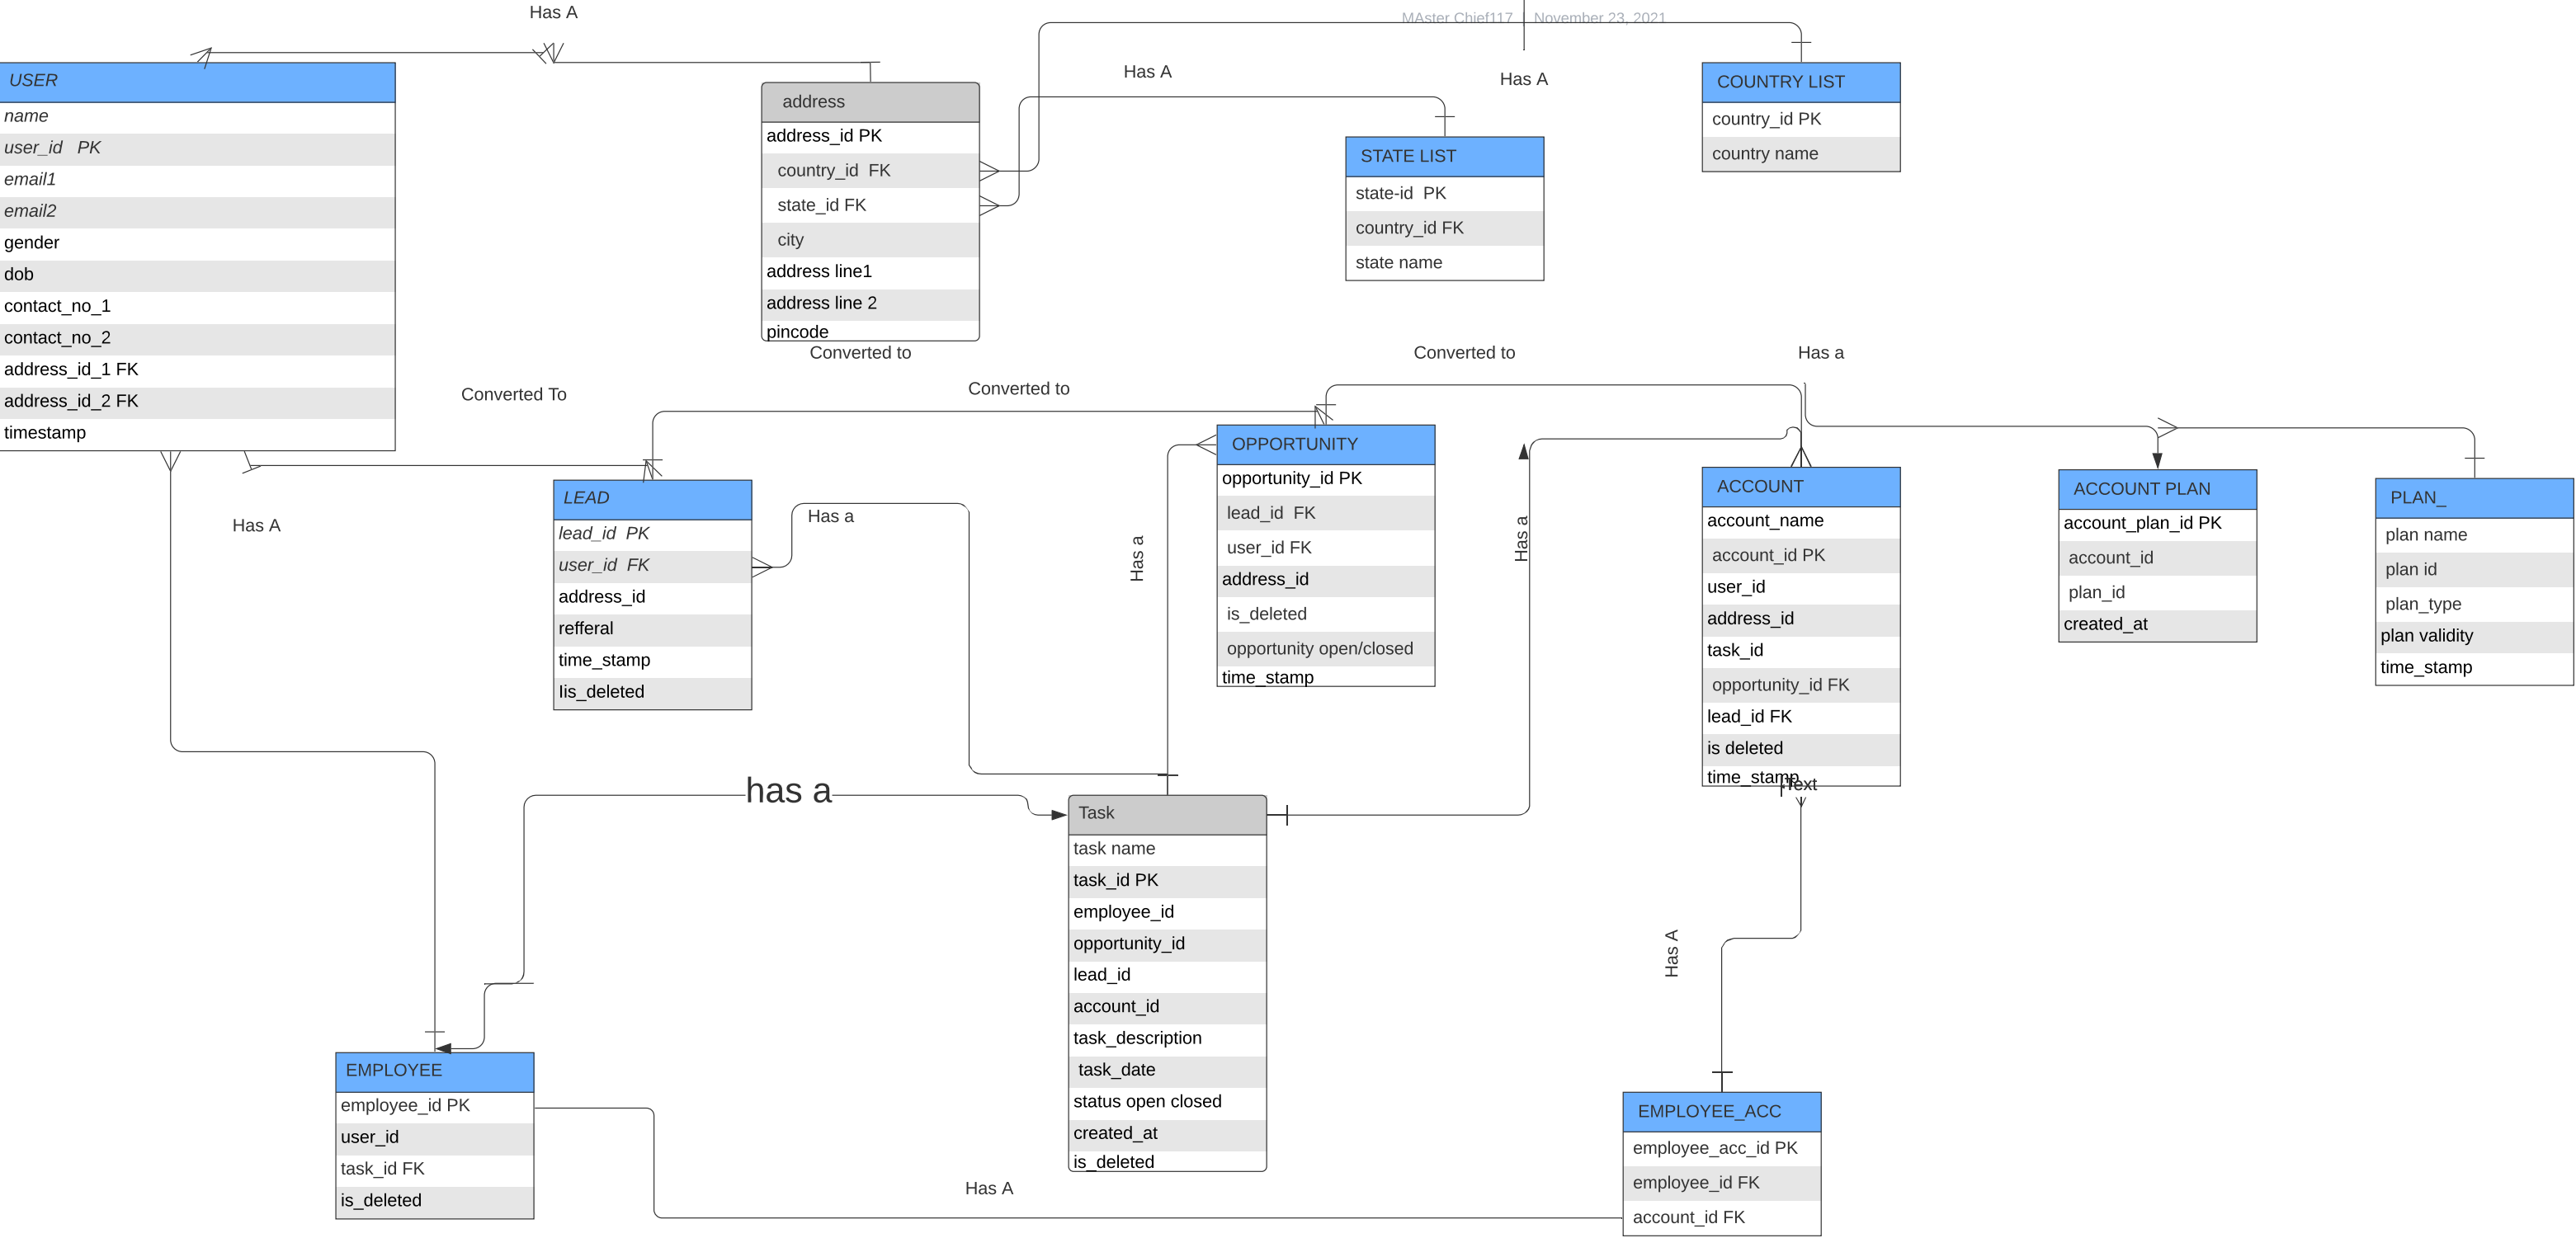 Has A
MAster Chief117 November 23, 2021
Has A
Has A
USER
name
user_id PK
email1
email2
gender
dob
contact_no_1
contact_no_2
address_id_1 FK
address_id_2 FK
timestamp
address
address_id PK
country_id FK
state_id FK
city
address line1
address line 2
pincode
STATE LIST
state-id PK
country_id FK
state name
COUNTRY LIST
country_id PK
country name
Converted to
Converted to
Has a
Converted To
Converted to
Has A
LEAD
lead_id PK
user_id FK
address_id
refferal
time_stamp
Iis_deleted
Has a
Has a
OPPORTUNITY
opportunity_id PK
lead_id FK
user_id FK
address_id
is_deleted
opportunity open/closed
time_stamp
Has a
ACCOUNT
account_name
account_id PK
user_id
address_id
task_id
opportunity_id FK
lead_id FK
is deleted
time_stamp
Text
ACCOUNT PLAN
account_plan_id PK
account_id
plan_id
created_at
PLAN_
plan name
plan id
plan_type
plan validity
time_stamp
has a
Task
task name
task_id PK
employee_id
opportunity_id
lead_id
account_id
task_description
task_date
status open closed
created_at
is_deleted
Has A
EMPLOYEE
employee_id PK
user_id
task_id FK
is_deleted
Has A
EMPLOYEE_ACC
employee_acc_id PK
employee_id FK
account_id FK